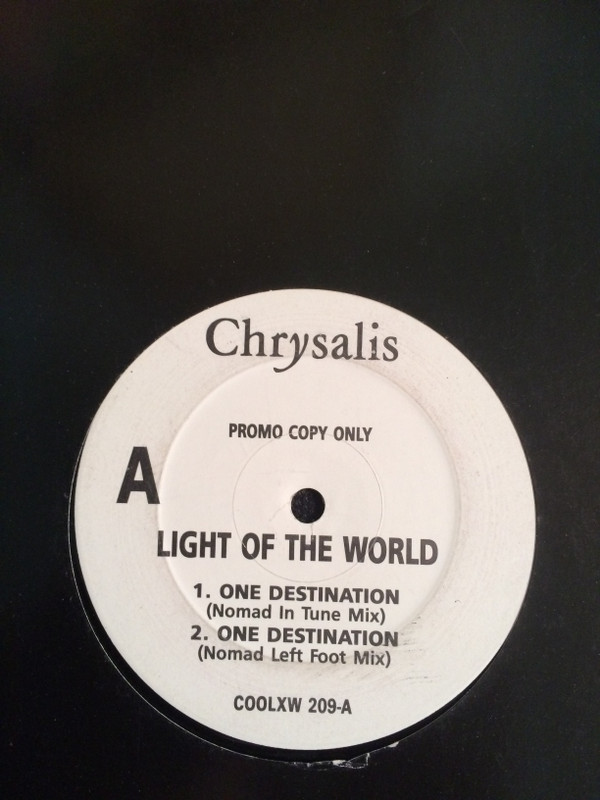 Chrysalis
PROMO COPY ONLY
A
LIGHT OF THE WORLD
1. ONE DESTINATION
(Nomad In Tune Mix)
2. ONE DESTINATION
(Nomad Left Foot Mix)
COOLXW 209-A